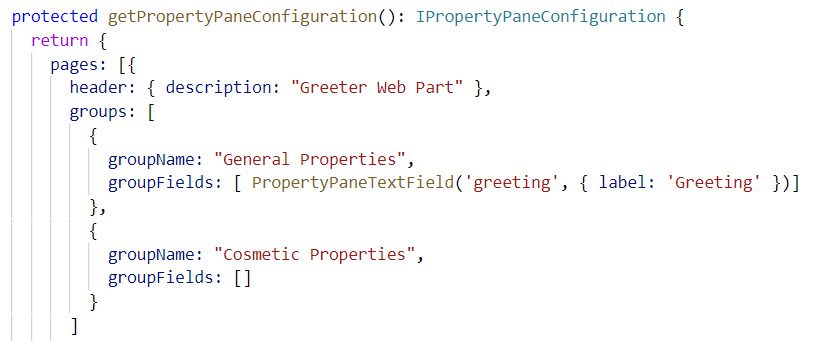 protected getPropertyPaneConfiguration(): IPropertyPaneConfiguration {
  return {
    pages: [{
      header: { description: "Greeter Web Part" },
      groups: [
        {
          groupName: "General Properties",
          groupFields: [ PropertyPaneTextField('greeting', { label: 'Greeting' })]
        },
        {
          groupName: "Cosmetic Properties",
          groupFields: []
        }
      ]